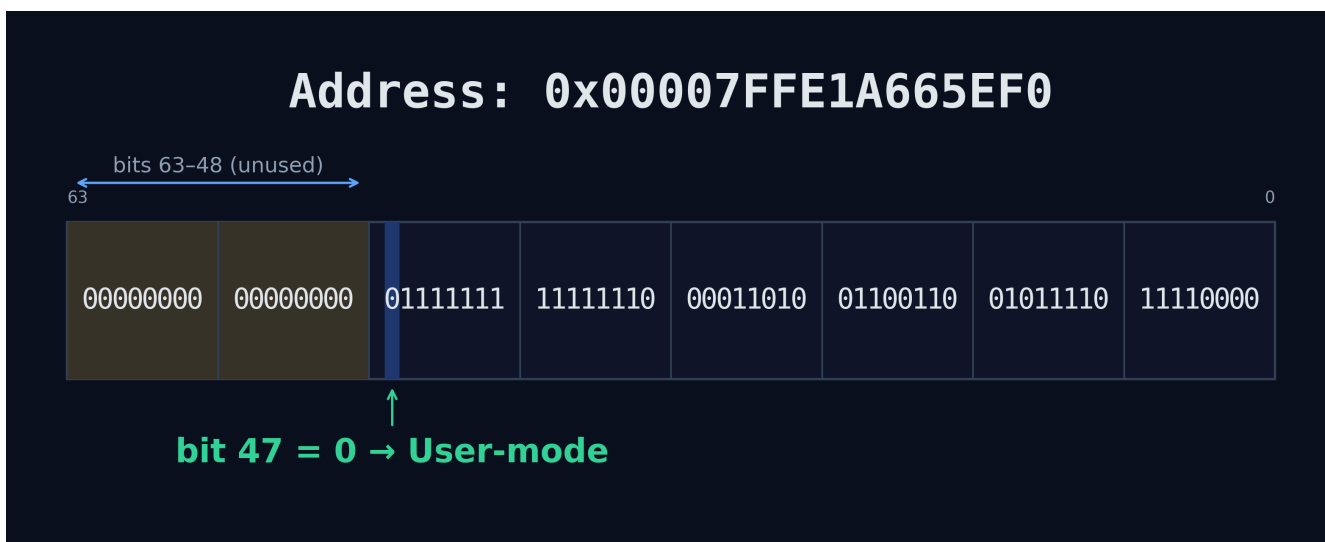 Address: 0x00007FFE1A665EF0
bits 63–48 (unused)
63 0
00000000 00000000 01111111 11111110 00011010 01100110 01011110 11110000
bit 47 = 0 → User-mode